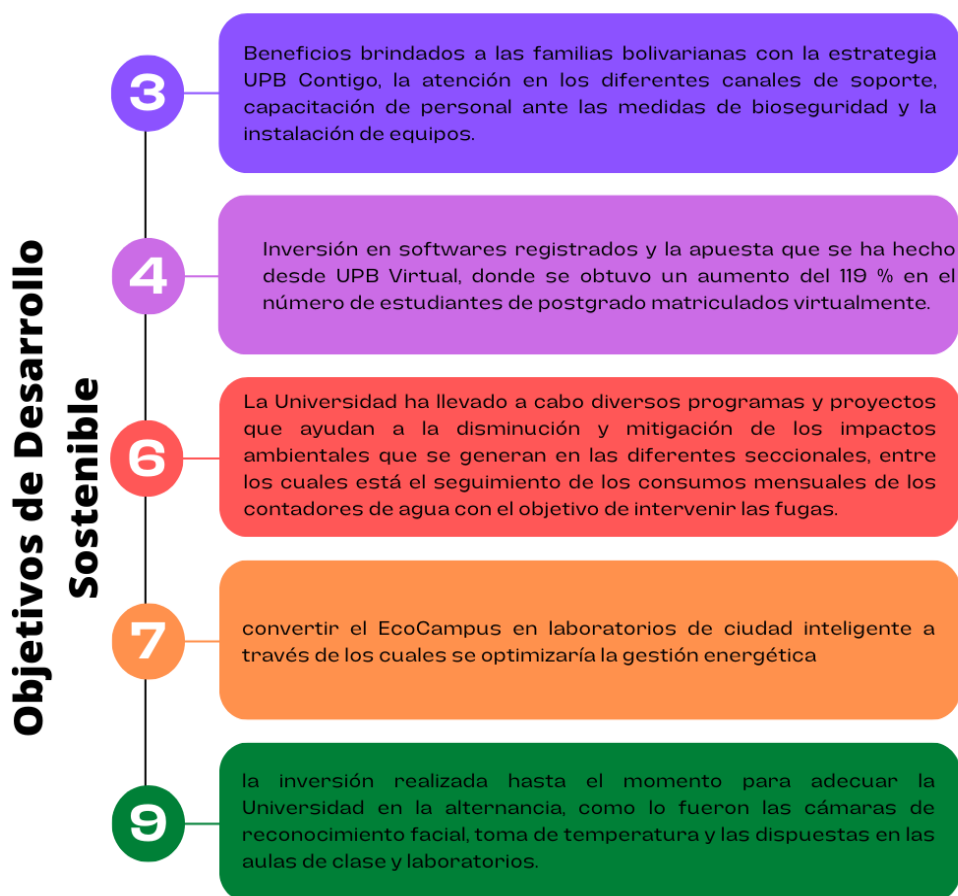 Objetivos de Desarrollo
Sostenible
3
Beneficios brindados a las familias bolivarianas con la estrategia
UPB Contigo, la atención en los diferentes canales de soporte,
capacitación de personal ante las medidas de bioseguridad y la
instalación de equipos.
4
Inversión en softwares registrados y la apuesta que se ha hecho
desde UPB Virtual, donde se obtuvo un aumento del 119 % en el
número de estudiantes de postgrado matriculados virtualmente.
6
La Universidad ha llevado a cabo diversos programas y proyectos
que ayudan a la disminución y mitigación de los impactos
ambientales que se generan en las diferentes seccionales, entre
los cuales está el seguimiento de los consumos mensuales de los
contadores de agua con el objetivo de intervenir las fugas.
7
convertir el EcoCampus en laboratorios de ciudad inteligente a
través de los cuales se optimizaría la gestión energética
9
la inversión realizada hasta el momento para adecuar la
Universidad en la alternancia, como lo fueron las cámaras de
reconocimiento facial, toma de temperatura y las dispuestas en las
aulas de clase y laboratorios.